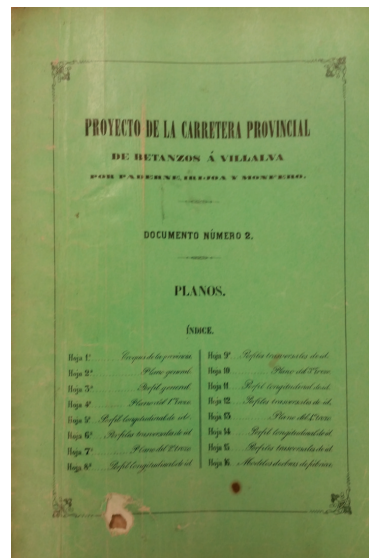 PROYECTO DE LA CARRETERA PROVINCIAL
DE BETANZOS Á VILLALVA
POR PADERNE, IRIJOA Y MONFERO.
DOCUMENTO NÚMERO 2.
PLANOS.
ÍNDICE.
Hoja 1ª Croquis de la provincia.
Hoja 2ª Plano general.
Hoja 3ª Perfil general.
Hoja 4ª Plano del 1er trozo.
Hoja 5ª Perfil longitudinal de id.
Hoja 6ª Perfiles transversales de id.
Hoja 7ª Plano del 2º trozo.
Hoja 8ª Perfil longitudinal de id.
Hoja 9ª Perfiles transversales de id.
Hoja 10 Plano del 3er trozo.
Hoja 11 Perfil longitudinal de id.
Hoja 12 Perfiles transversales de id.
Hoja 13 Plano del 4º trozo.
Hoja 14 Perfil longitudinal de id.
Hoja 15 Perfiles transversales de id.
Hoja 16 Modelos de obras de fábrica.